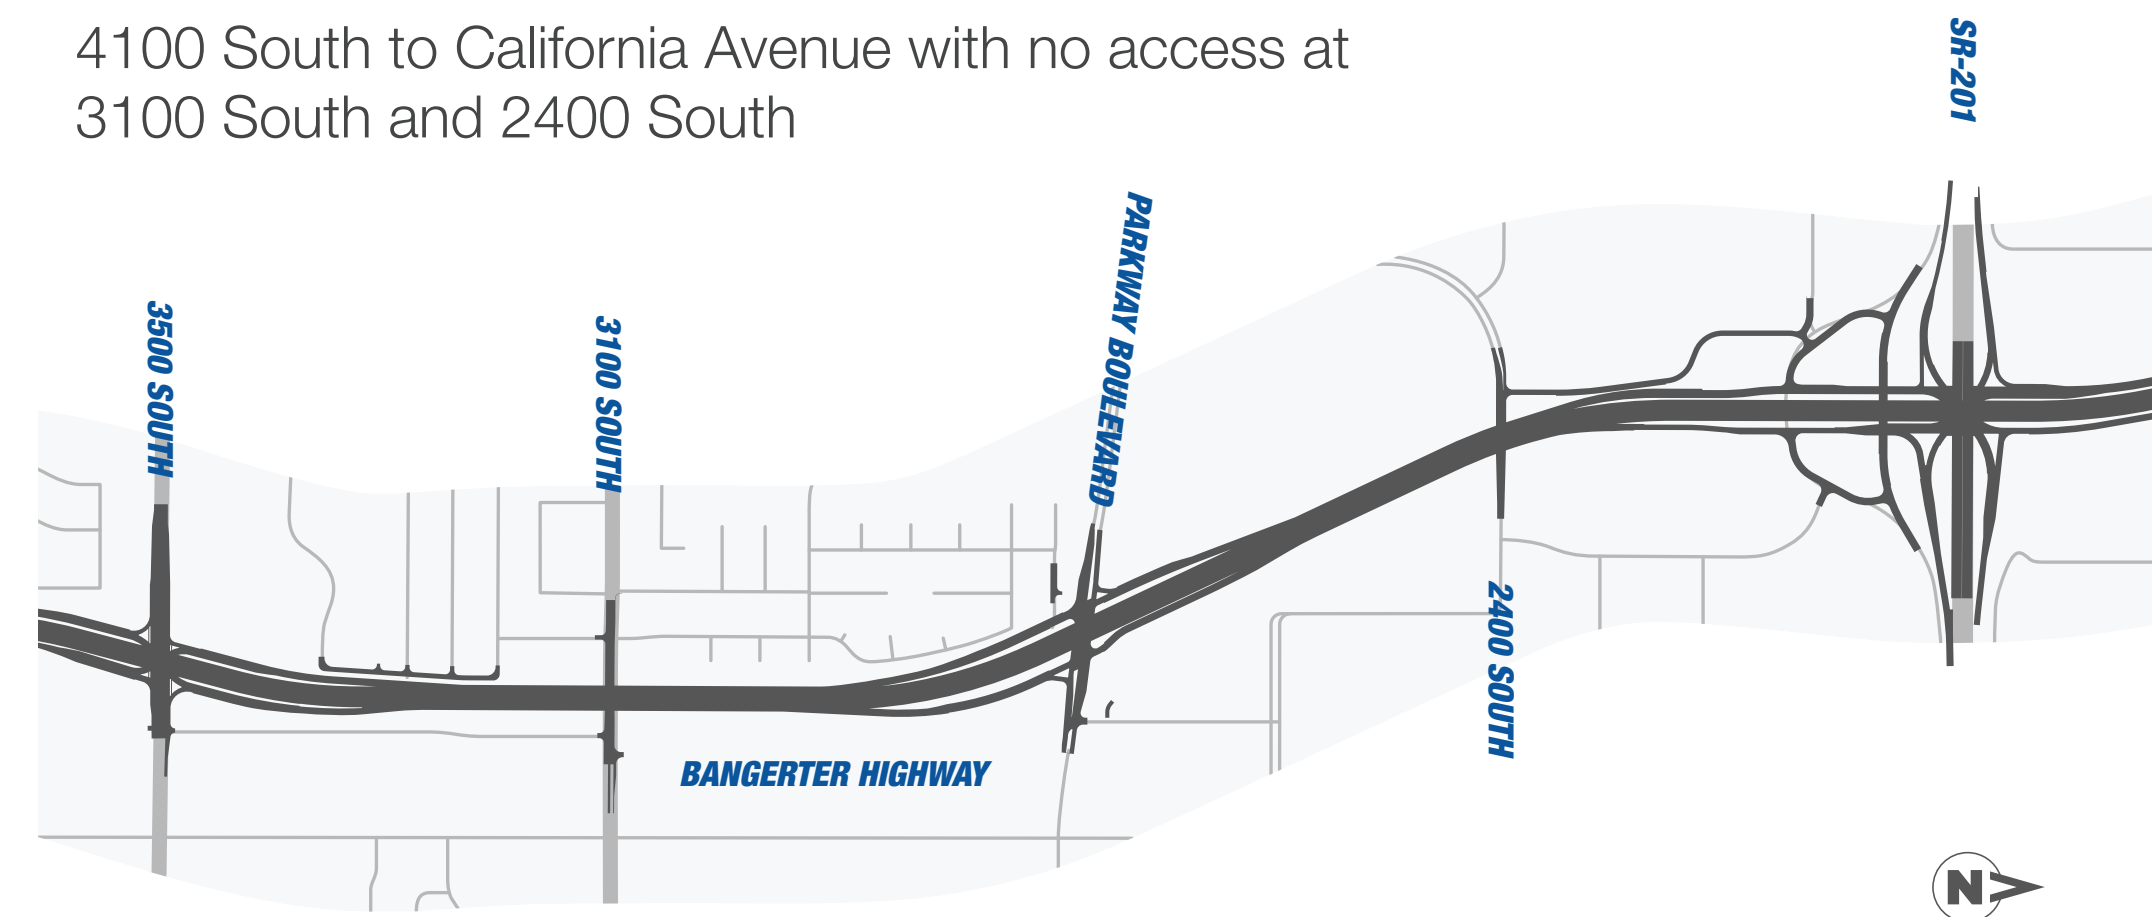 4100 South to California Avenue with no access at
3100 South and 2400 South
SR-201
PARKWAY BOULEVARD
3500 SOUTH
3100 SOUTH
2400 SOUTH
BANGERTER HIGHWAY
N